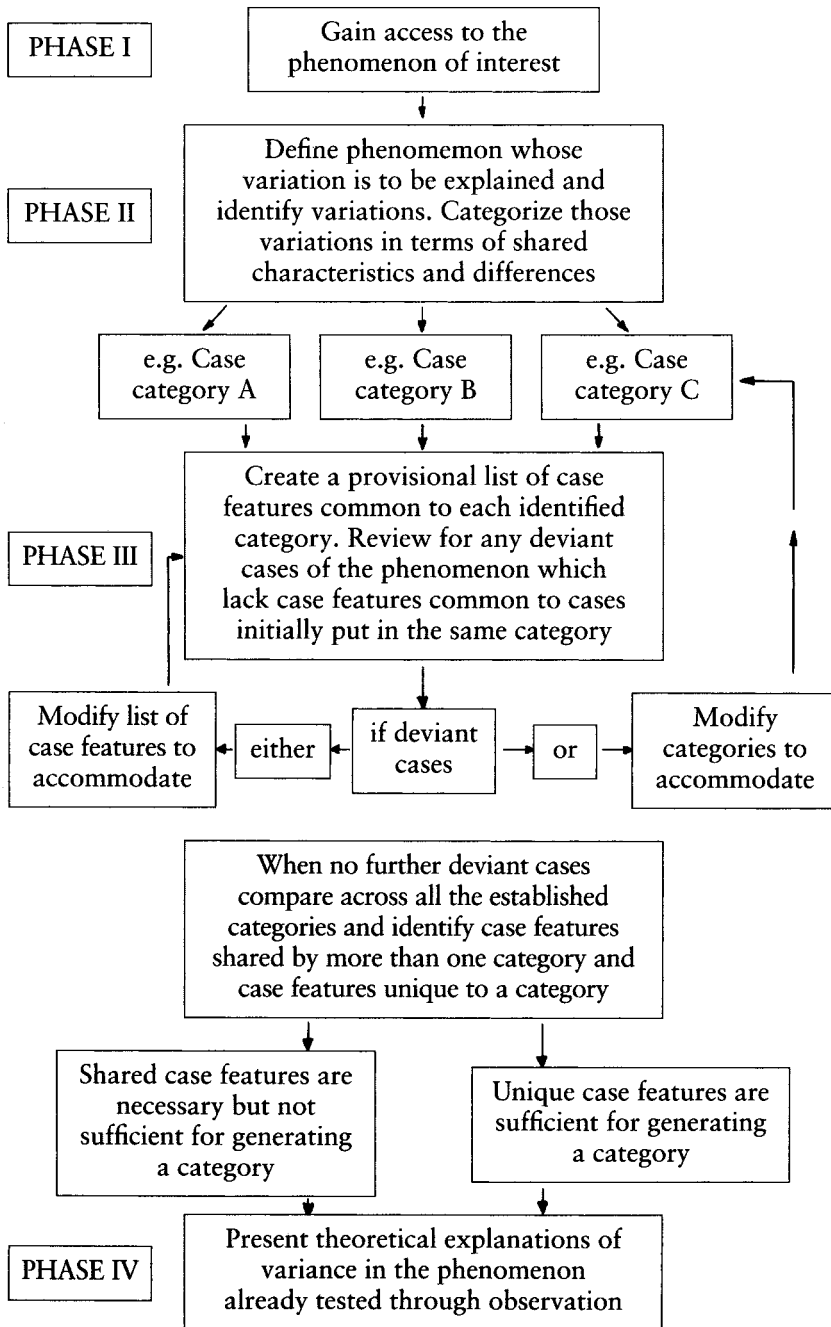 PHASE I
Gain access to the
phenomenon of interest
PHASE II
Define phenomemon whose
variation is to be explained and
identify variations. Categorize those
variations in terms of shared
characteristics and differences
e.g. Case
category A
e.g. Case
category B
e.g. Case
category C
PHASE III
Create a provisional list of case
features common to each identified
category. Review for any deviant
cases of the phenomenon which
lack case features common to cases
initially put in the same category
Modify list of
case features to
accommodate
either
if deviant
cases
or
Modify
categories to
accommodate
When no further deviant cases
compare across all the established
categories and identify case features
shared by more than one category and
case features unique to a category
Shared case features are
necessary but not
sufficient for generating
a category
Unique case features are
sufficient for generating
a category
PHASE IV
Present theoretical explanations of
variance in the phenomenon
already tested through observation